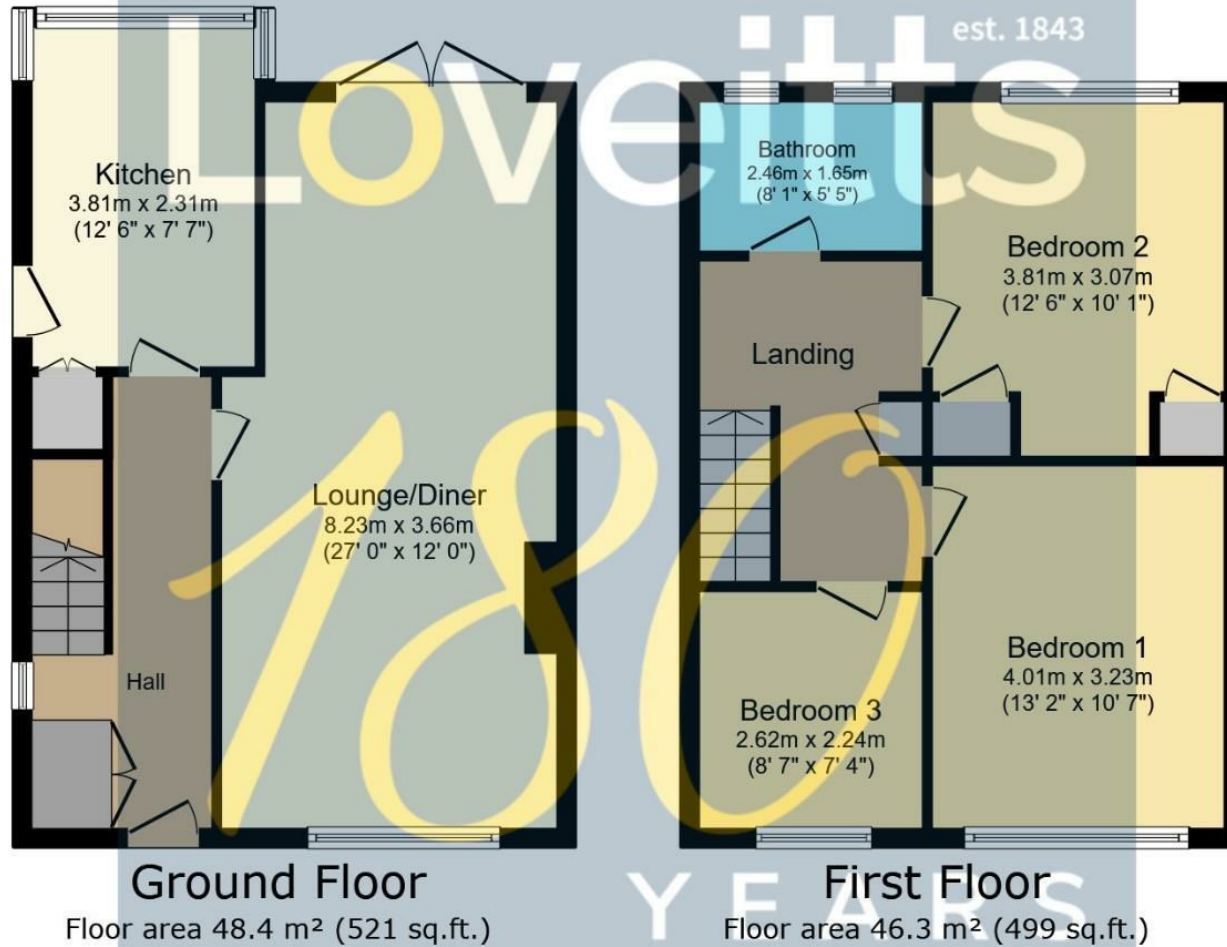 Loveitts
est. 1843
180
YEARS
Kitchen
3.81m x 2.31m
(12' 6" x 7' 7")
Lounge/Diner
8.23m x 3.66m
(27' 0" x 12' 0")
Hall
Ground Floor
Floor area 48.4 m² (521 sq.ft.)
Bathroom
2.46m x 1.65m
(8' 1" x 5' 5")
Bedroom 2
3.81m x 3.07m
(12' 6" x 10' 1")
Landing
Bedroom 1
4.01m x 3.23m
(13' 2" x 10' 7")
Bedroom 3
2.62m x 2.24m
(8' 7" x 7' 4")
First Floor
Floor area 46.3 m² (499 sq.ft.)